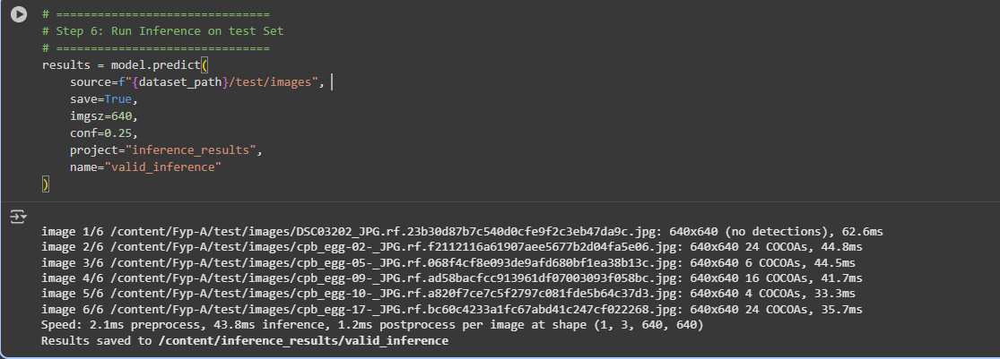 # ===============================
# Step 6: Run Inference on test Set
# ===============================
results = model.predict(
    source=f"{dataset_path}/test/images",
    save=True,
    imgsz=640,
    conf=0.25,
    project="inference_results",
    name="valid_inference"
)
image 1/6 /content/Fyp-A/test/images/DSC03202_JPG.rf.23b30d87b7c540d0cfe9f2c3eb47da9c.jpg: 640x640 (no detections), 62.6ms
image 2/6 /content/Fyp-A/test/images/cpb_egg-02-_JPG.rf.f2112116a61907aee5677b2d04fa5e06.jpg: 640x640 24 COCOAs, 44.8ms
image 3/6 /content/Fyp-A/test/images/cpb_egg-05-_JPG.rf.068f4cf8e093de9afd680bf1ea38b13c.jpg: 640x640 6 COCOAs, 44.5ms
image 4/6 /content/Fyp-A/test/images/cpb_egg-09-_JPG.rf.ad58bacfcc913961df07003093f058bc.jpg: 640x640 16 COCOAs, 41.7ms
image 5/6 /content/Fyp-A/test/images/cpb_egg-10-_JPG.rf.a820f7ce7c5f2797c081fde5b64c37d3.jpg: 640x640 4 COCOAs, 33.3ms
image 6/6 /content/Fyp-A/test/images/cpb_egg-17-_JPG.rf.bc60c4233a1fc67abd41c247cf022268.jpg: 640x640 24 COCOAs, 35.7ms
Speed: 2.1ms preprocess, 43.8ms inference, 1.2ms postprocess per image at shape (1, 3, 640, 640)
Results saved to /content/inference_results/valid_inference